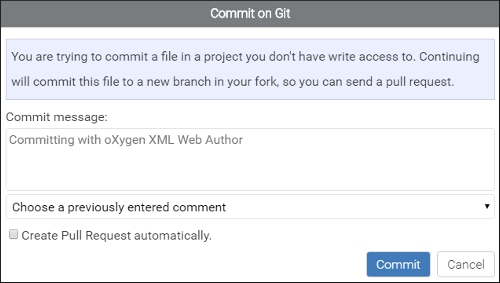 Commit on Git
You are trying to commit a file in a project you don't have write access to. Continuing
will commit this file to a new branch in your fork, so you can send a pull request.
Commit message:
Committing with oXygen XML Web Author
Choose a previously entered comment
Create Pull Request automatically.
Commit Cancel